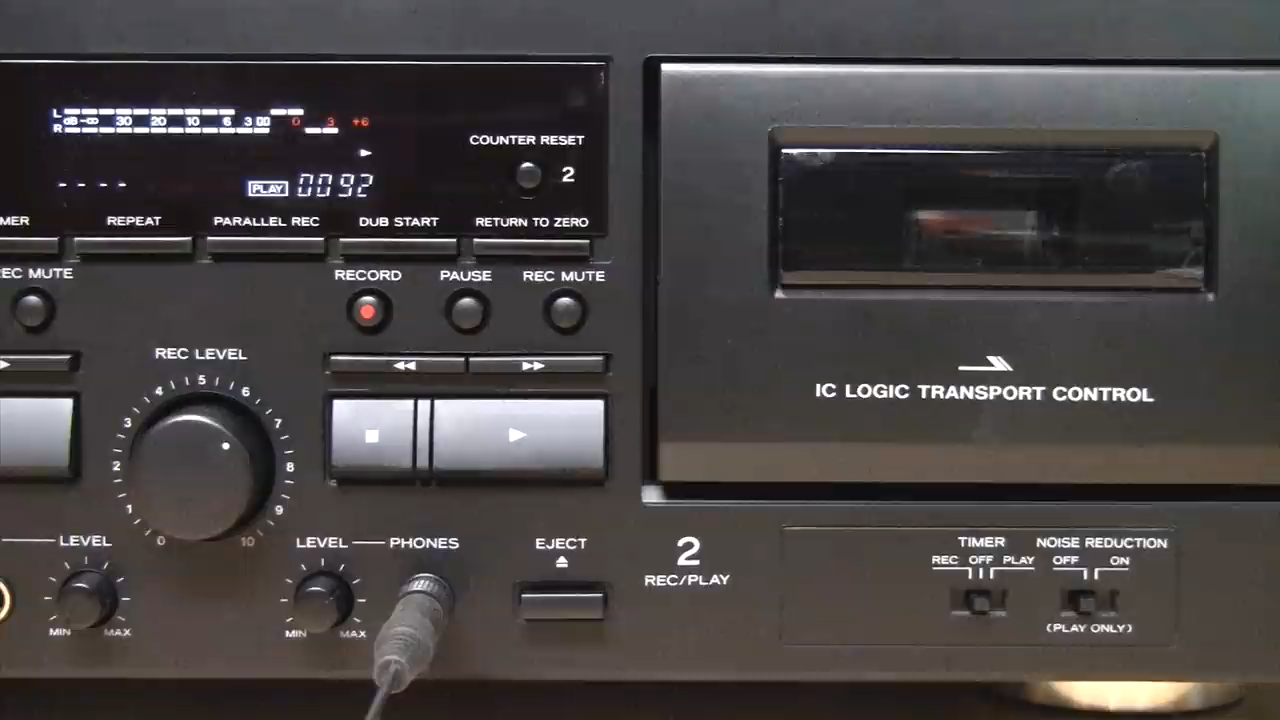 L
dB -∞ 30 20 10 6 3 0 3 +6
R
COUNTER RESET
2
- - - -
PLAY 0092
MER REPEAT PARALLEL REC DUB START RETURN TO ZERO
EC MUTE RECORD PAUSE REC MUTE
REC LEVEL
0 1 2 3 4 5 6 7 8 9 10
IC LOGIC TRANSPORT CONTROL
LEVEL
MIN MAX
LEVEL PHONES
MIN MAX
EJECT
2
REC/PLAY
TIMER
REC OFF PLAY
NOISE REDUCTION
OFF ON
(PLAY ONLY)